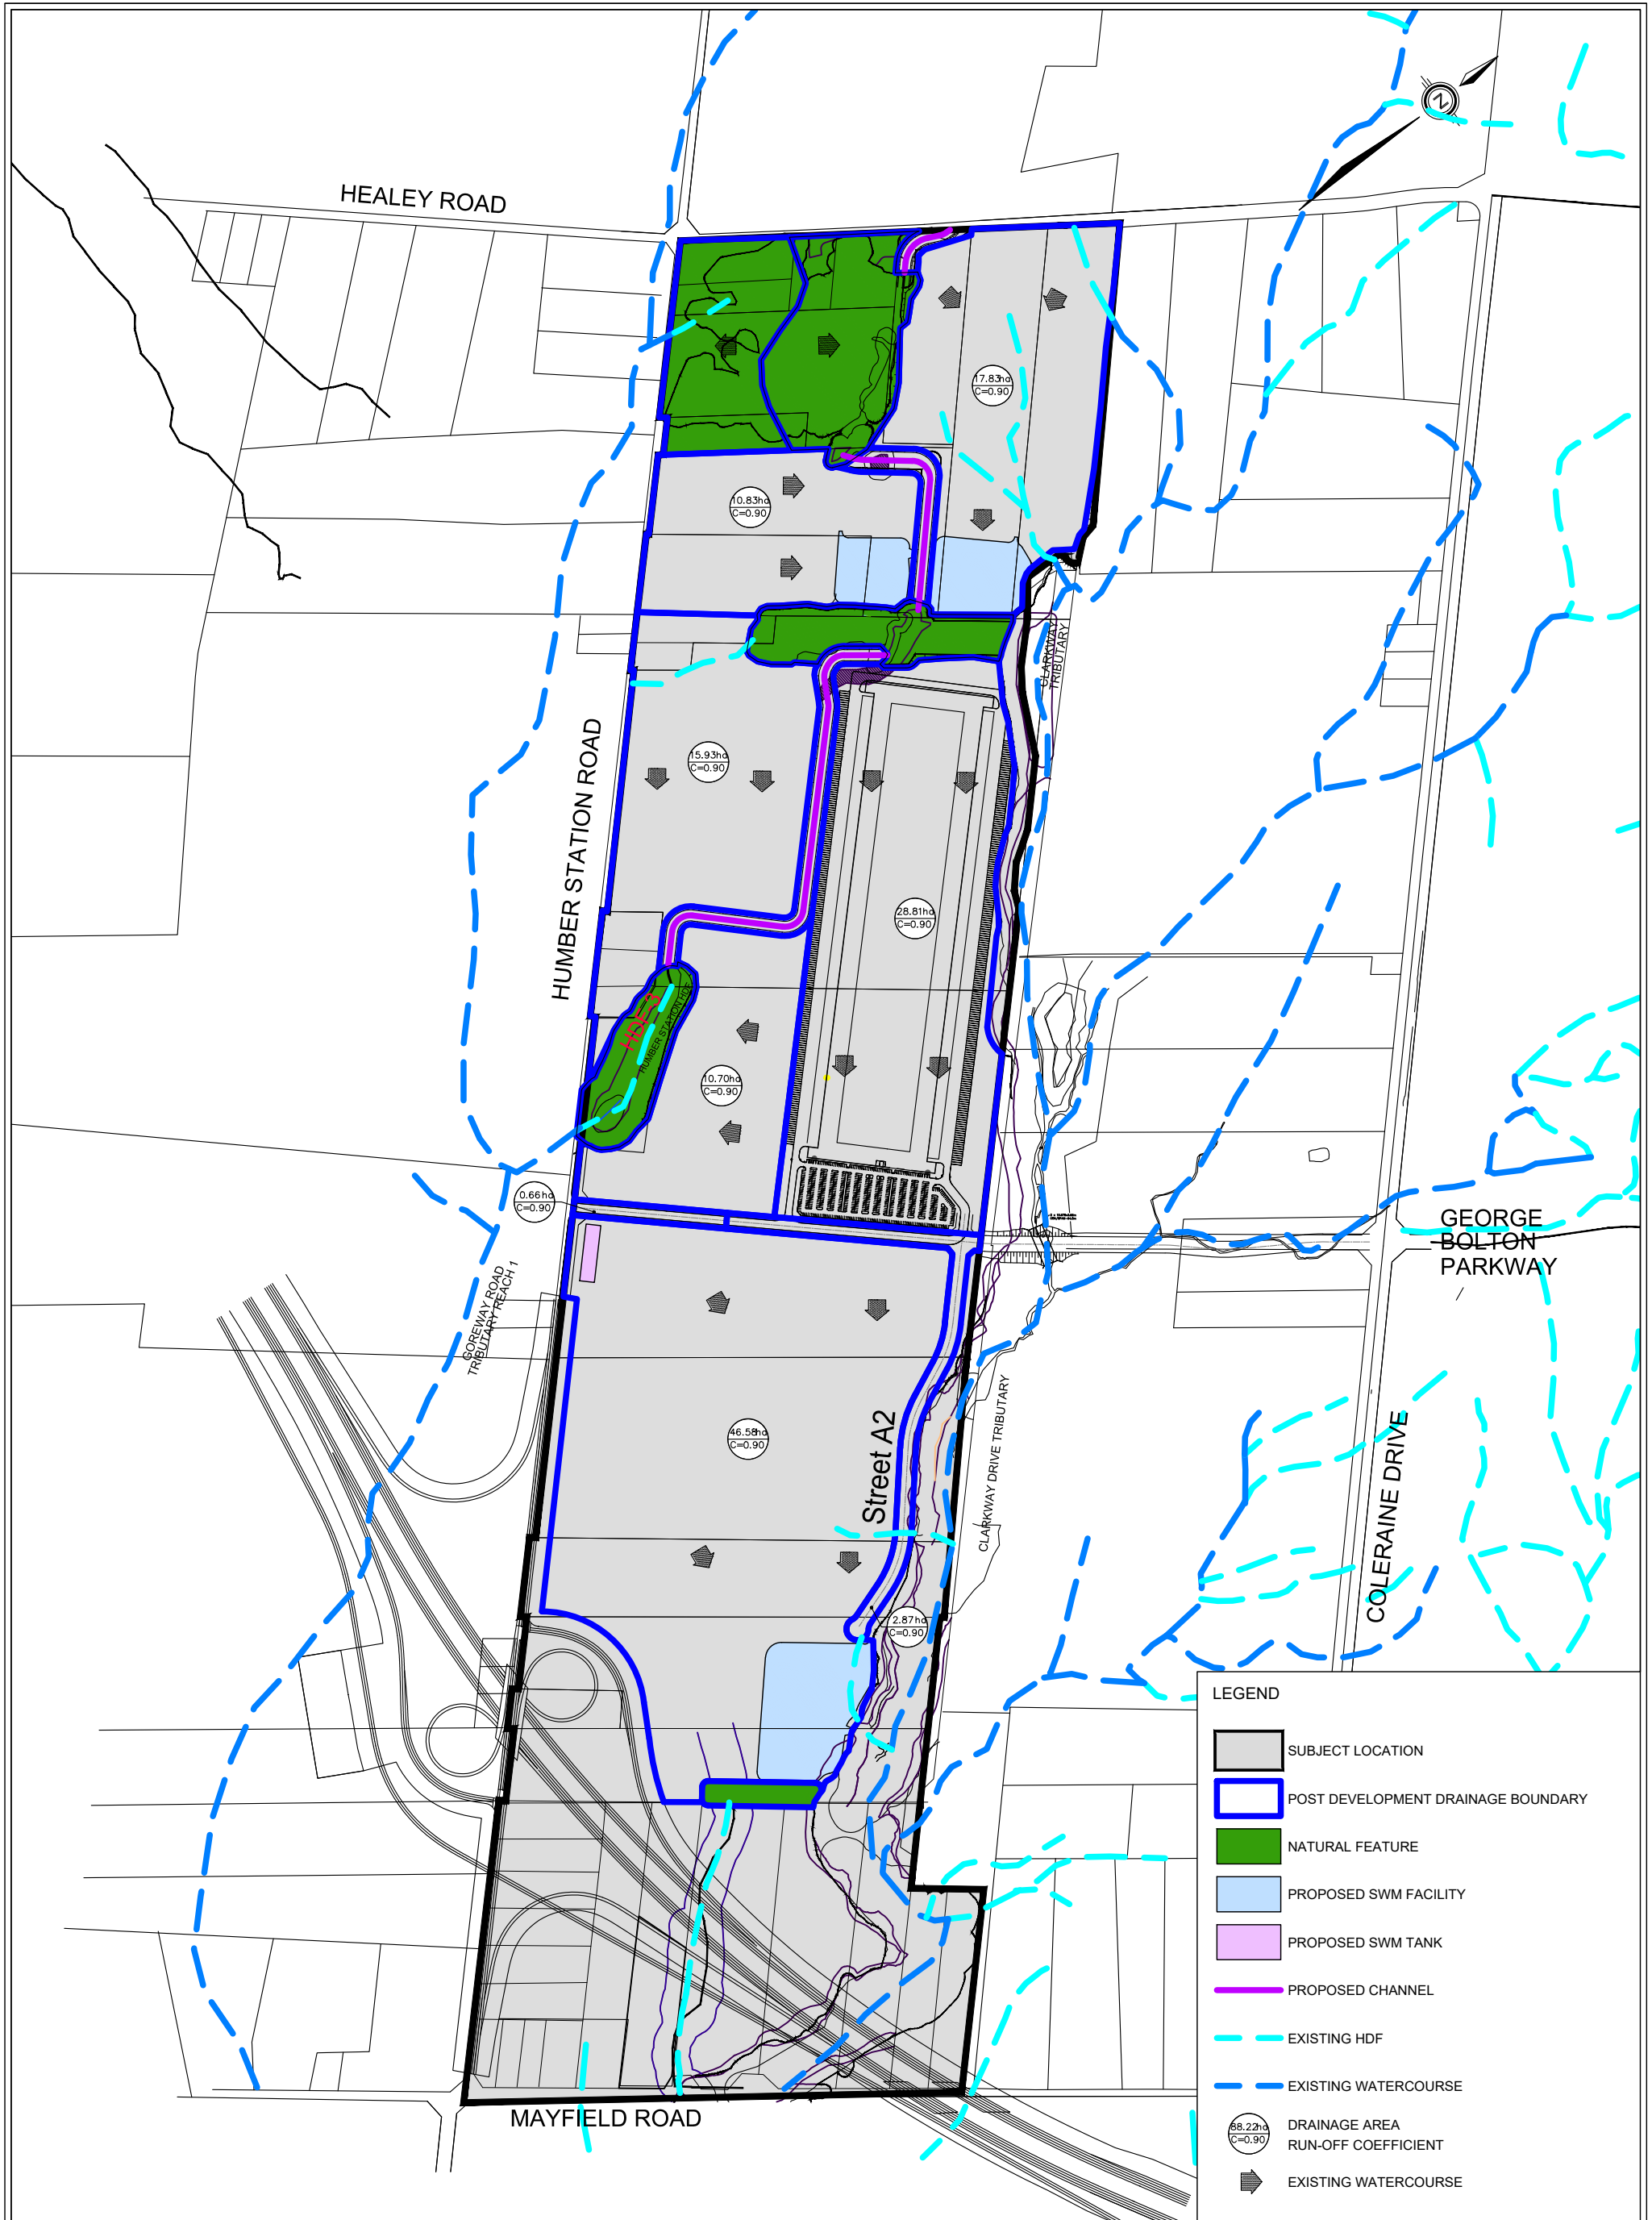 N
HEALEY ROAD
17.83ha
C=0.90
10.83ha
C=0.90
CLARKWAY
TRIBUTARY
HUMBER STATION ROAD
15.93ha
C=0.90
28.81ha
C=0.90
HDF-3
HUMBER STATION HDF
10.70ha
C=0.90
0.66ha
C=0.90
GEORGE
BOLTON
PARKWAY
GOREWAY ROAD
TRIBUTARY REACH 1
46.58ha
C=0.90
Street A2
CLARKWAY DRIVE TRIBUTARY
COLERAINE DRIVE
2.87ha
C=0.90
MAYFIELD ROAD
LEGEND
SUBJECT LOCATION
POST DEVELOPMENT DRAINAGE BOUNDARY
NATURAL FEATURE
PROPOSED SWM FACILITY
PROPOSED SWM TANK
PROPOSED CHANNEL
EXISTING HDF
EXISTING WATERCOURSE
88.22ha
C=0.90
DRAINAGE AREA
RUN-OFF COEFFICIENT
EXISTING WATERCOURSE